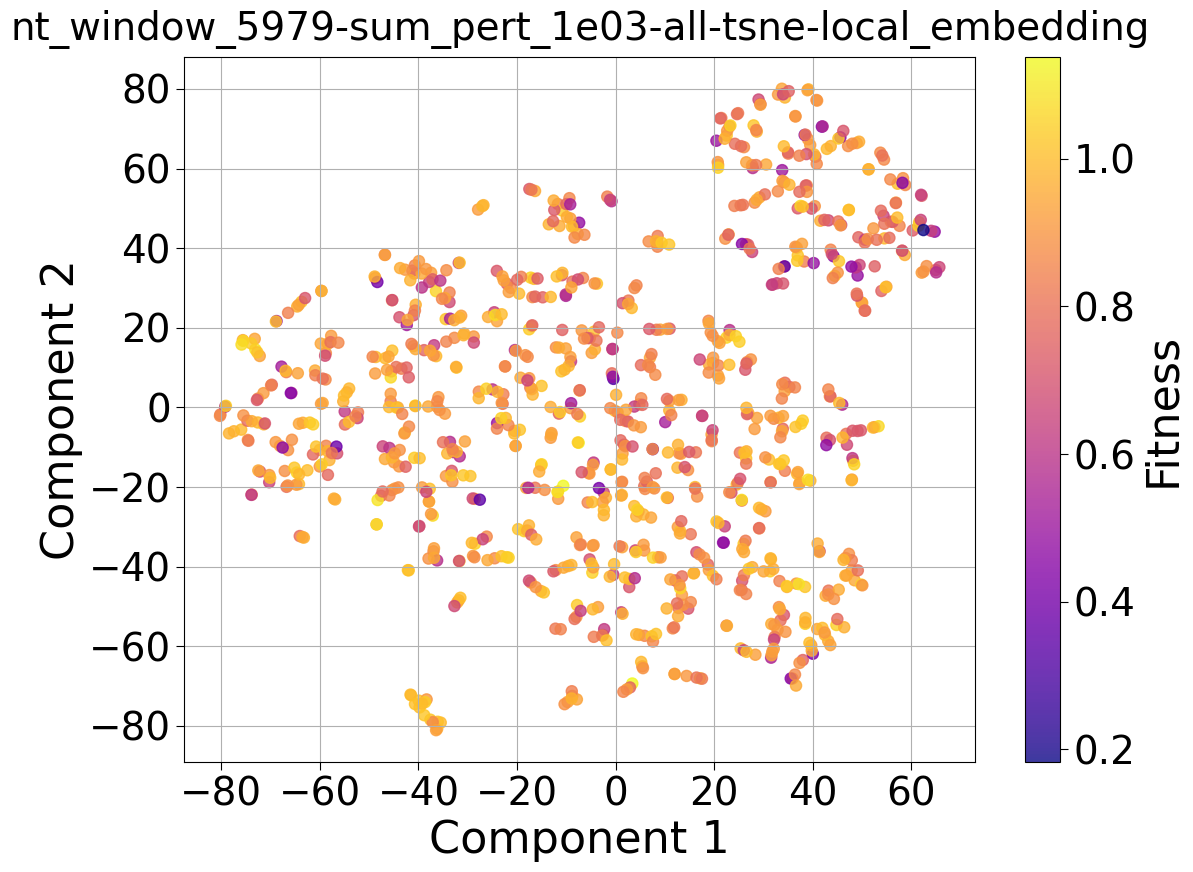 nt_window_5979-sum_pert_1e03-all-tsne-local_embedding
80
60
40
20
0
−20
−40
−60
−80
Component 2
−80 −60 −40 −20 0 20 40 60
Component 1
1.0
0.8
0.6
0.4
0.2
Fitness